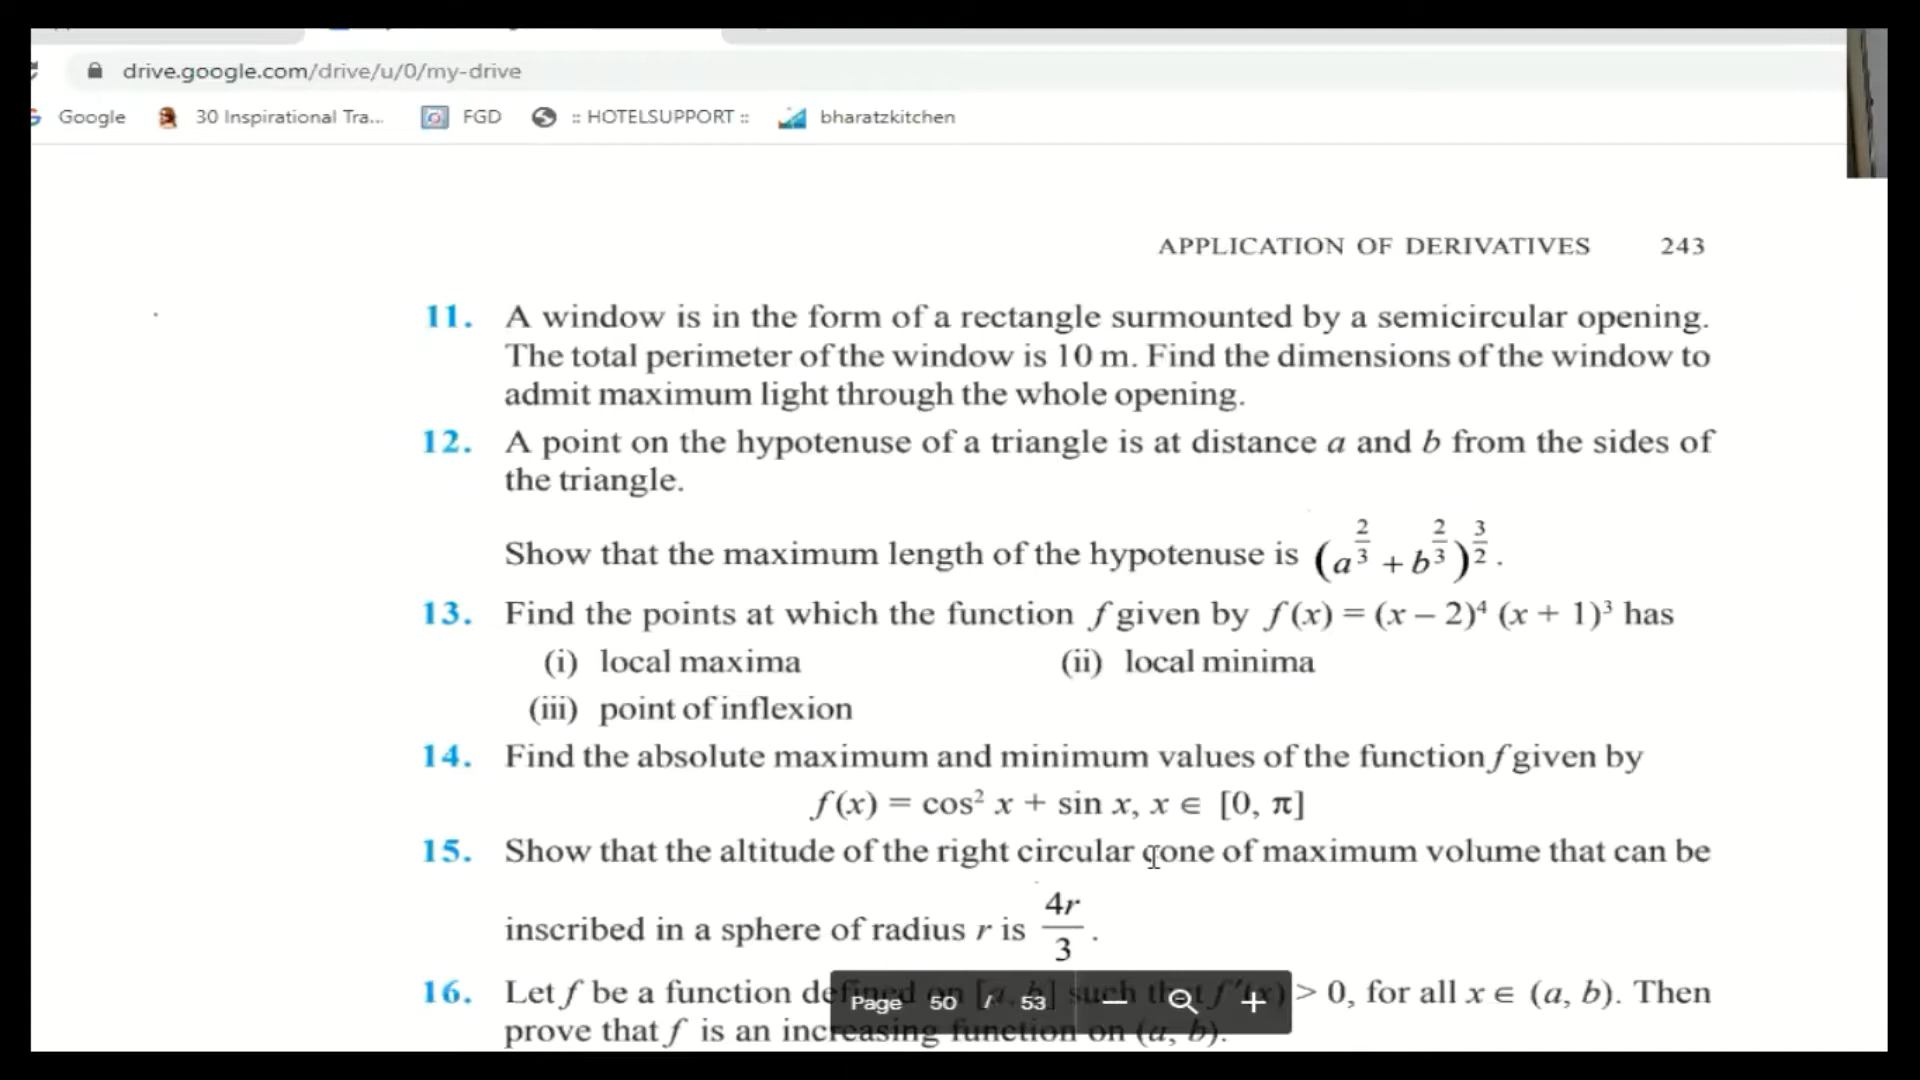 drive.google.com/drive/u/0/my-drive
Google 30 Inspirational Tra... FGD :: HOTELSUPPORT :: bharatzkitchen
APPLICATION OF DERIVATIVES 243
11. A window is in the form of a rectangle surmounted by a semicircular opening.
The total perimeter of the window is 10 m. Find the dimensions of the window to
admit maximum light through the whole opening.
12. A point on the hypotenuse of a triangle is at distance a and b from the sides of
the triangle.
Show that the maximum length of the hypotenuse is (a^(2/3) + b^(2/3))^(3/2).
13. Find the points at which the function f given by f(x) = (x – 2)⁴ (x + 1)³ has
(i) local maxima (ii) local minima
(iii) point of inflexion
14. Find the absolute maximum and minimum values of the function f given by
f(x) = cos² x + sin x, x ∈ [0, π]
15. Show that the altitude of the right circular cone of maximum volume that can be
inscribed in a sphere of radius r is 4r/3.
16. Let f be a function defined on [a, b] such that f′(x) > 0, for all x ∈ (a, b). Then
prove that f is an increasing function on (a, b).
Page 50 / 53